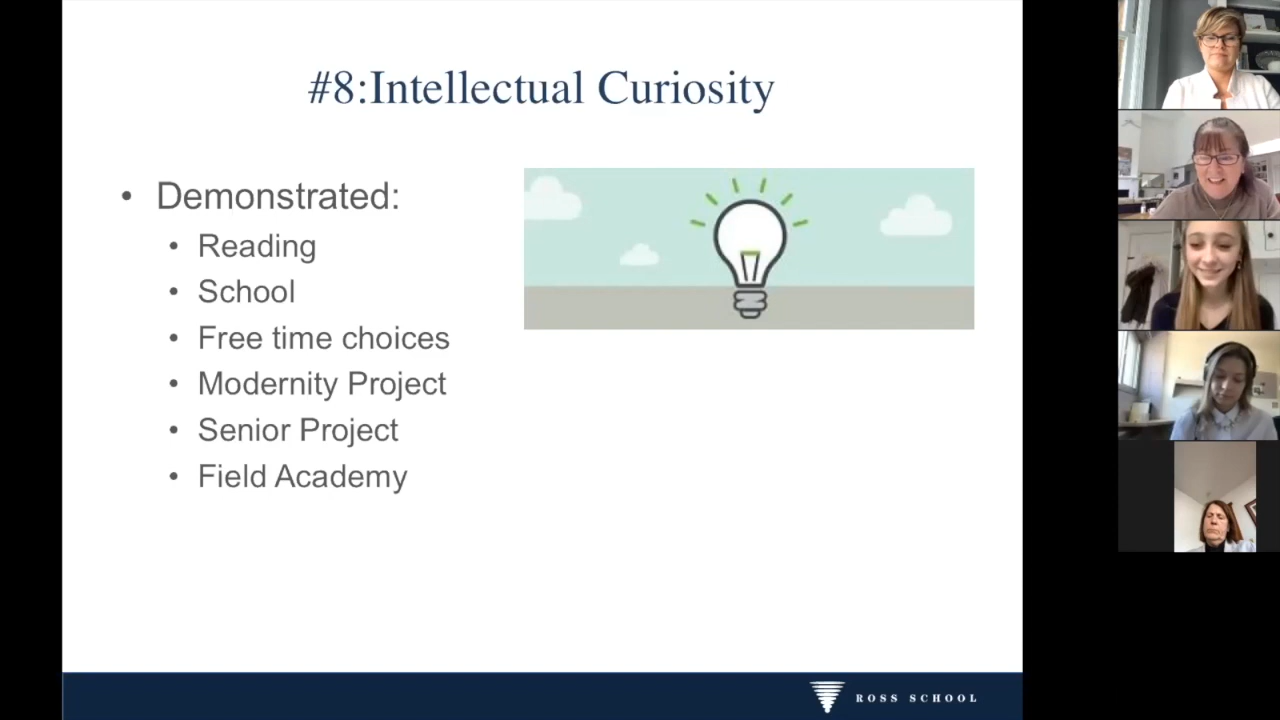 #8:Intellectual Curiosity
• Demonstrated:
• Reading
• School
• Free time choices
• Modernity Project
• Senior Project
• Field Academy
ROSS SCHOOL